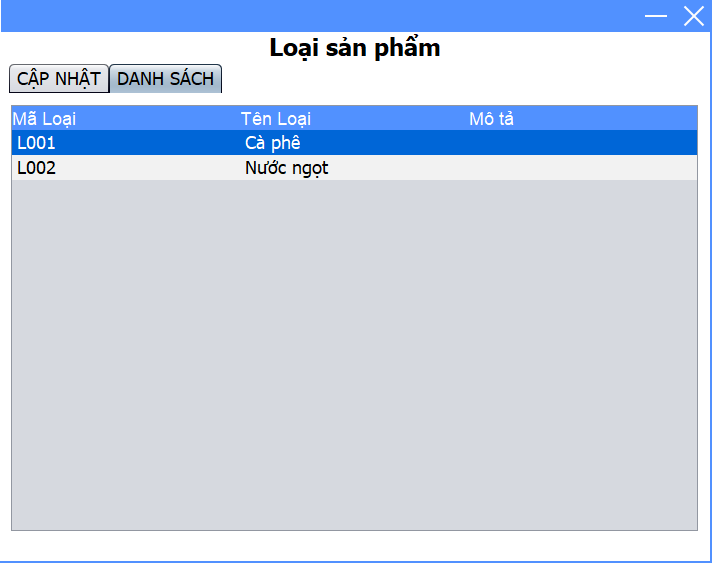 Loại sản phẩm
CẬP NHẬT DANH SÁCH
Mã Loại Tên Loại Mô tả
L001 Cà phê
L002 Nước ngọt